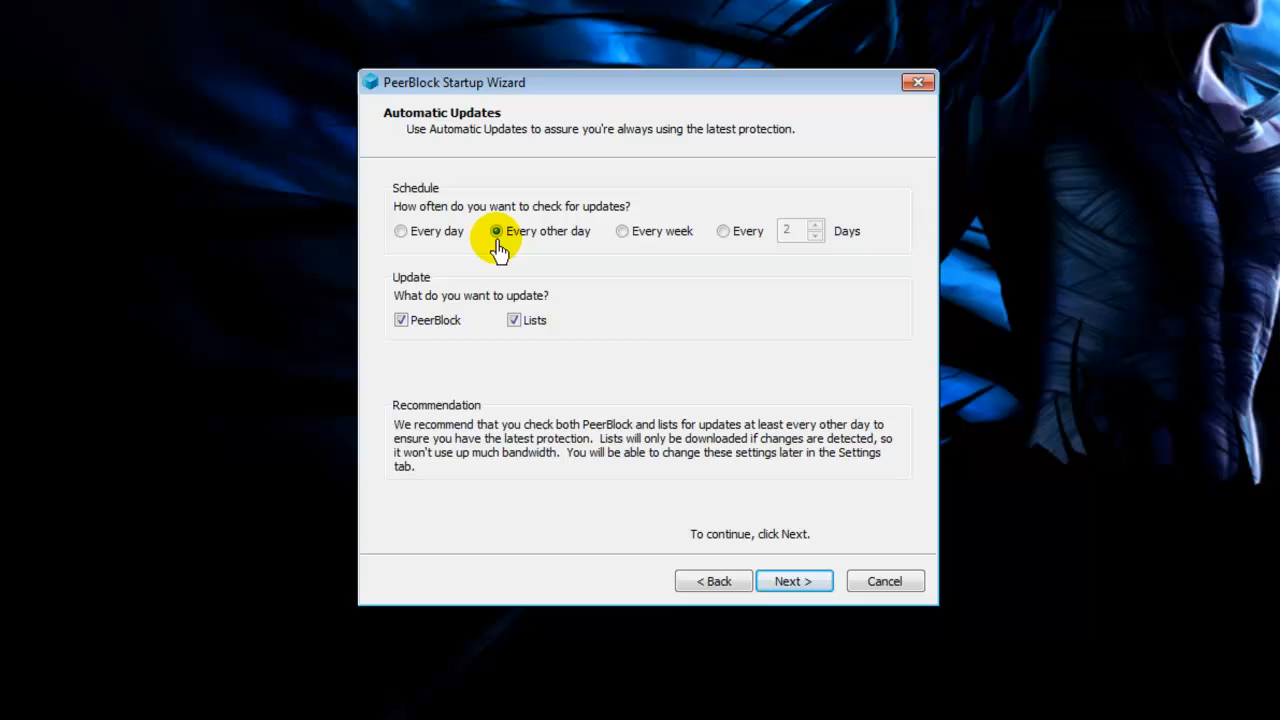 PeerBlock Startup Wizard
Automatic Updates
Use Automatic Updates to assure you're always using the latest protection.
Schedule
How often do you want to check for updates?
Every day Every other day Every week Every 2 Days
Update
What do you want to update?
PeerBlock Lists
Recommendation
We recommend that you check both PeerBlock and lists for updates at least every other day to
ensure you have the latest protection. Lists will only be downloaded if changes are detected, so
it won't use up much bandwidth. You will be able to change these settings later in the Settings
tab.
To continue, click Next.
< Back Next > Cancel